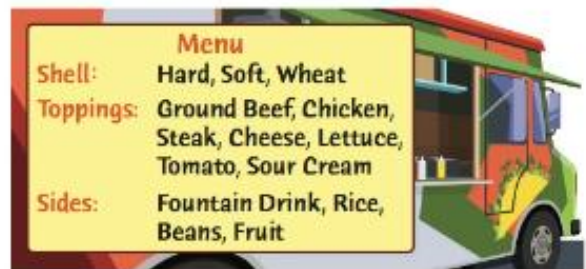 Menu
Shell: Hard, Soft, Wheat
Toppings: Ground Beef, Chicken,
Steak, Cheese, Lettuce,
Tomato, Sour Cream
Sides: Fountain Drink, Rice,
Beans, Fruit